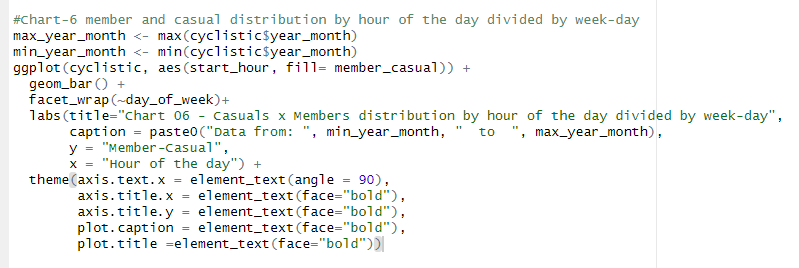 #Chart-6 member and casual distribution by hour of the day divided by week-day
max_year_month <- max(cyclistic$year_month)
min_year_month <- min(cyclistic$year_month)
ggplot(cyclistic, aes(start_hour, fill= member_casual)) +
  geom_bar() +
  facet_wrap(~day_of_week)+
  labs(title="Chart 06 - Casuals x Members distribution by hour of the day divided by week-day",
       caption = paste0("Data from: ", min_year_month, "  to  ", max_year_month),
       y = "Member-Casual",
       x = "Hour of the day") +
  theme(axis.text.x = element_text(angle = 90),
        axis.title.x = element_text(face="bold"),
        axis.title.y = element_text(face="bold"),
        plot.caption = element_text(face="bold"),
        plot.title =element_text(face="bold"))